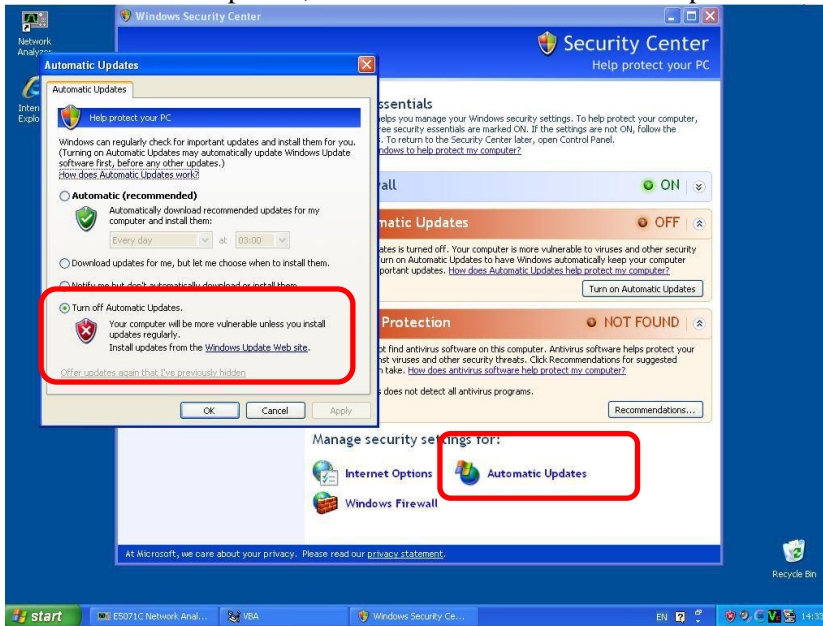 Windows Security Center
Network
Security Center
Help protect your PC
Automatic Updates
Automatic Updates
Help protect your PC
Windows can regularly check for important updates and install them for you.
(Turning on Automatic Updates may automatically update Windows Update
software first, before any other updates.)
How does Automatic Updates work?
Automatic (recommended)
Automatically download recommended updates for my
computer and install them:
Every day at 03:00
Download updates for me, but let me choose when to install them.
Notify me but don't automatically download or install them.
Turn off Automatic Updates.
Your computer will be more vulnerable unless you install
updates regularly.
Install updates from the Windows Update Web site.
Offer updates again that I've previously hidden
OK Cancel Apply
ssentials
elps you manage your Windows security settings. To help protect your computer,
ree security essentials are marked ON. If the settings are not ON, follow the
. To return to the Security Center later, open Control Panel.
ndows to help protect my computer?
all ON
matic Updates OFF
ates is turned off. Your computer is more vulnerable to viruses and other security
urn on Automatic Updates to have Windows automatically keep your computer
portant updates. How does Automatic Updates help protect my computer?
Turn on Automatic Updates
Protection NOT FOUND
ot find antivirus software on this computer. Antivirus software helps protect your
nst viruses and other security threats. Click Recommendations for suggested
n take. How does antivirus software help protect my computer?
s does not detect all antivirus programs.
Recommendations...
Manage security settings for:
Internet Options Automatic Updates
Windows Firewall
At Microsoft, we care about your privacy. Please read our privacy statement.
Recycle Bin
start E5071C Network Anal... VBA Windows Security Ce... EN 14:33